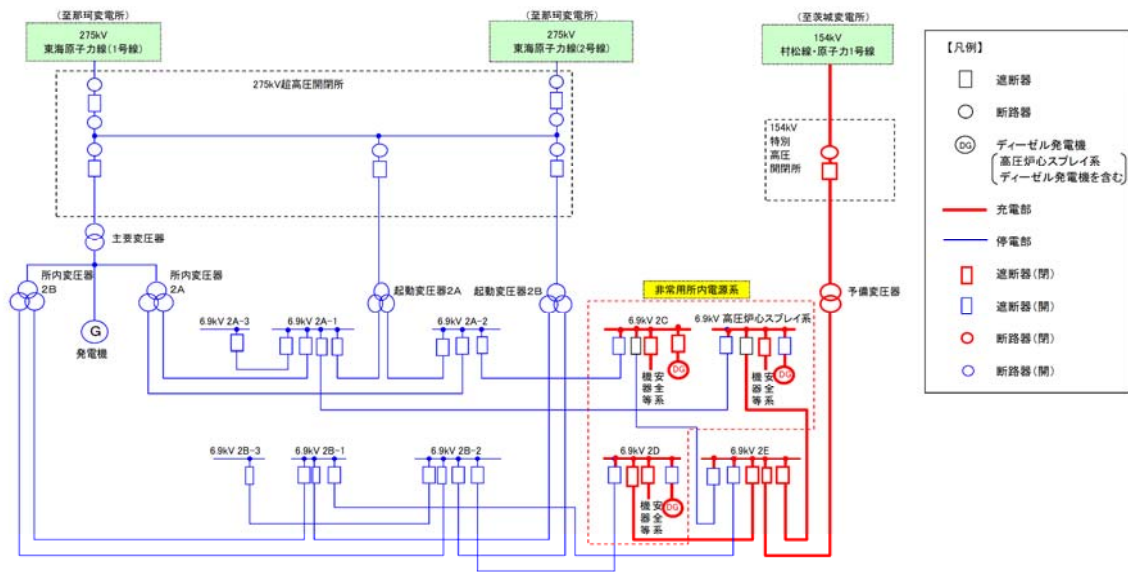 (至那珂変電所)
275kV
東海原子力線(1号線)
(至那珂変電所)
275kV
東海原子力線(2号線)
(至茨城変電所)
154kV
村松線・原子力1号線
275kV超高圧開閉所
154kV
特別
高圧
開閉所
主要変圧器
所内変圧器
2B
所内変圧器
2A
G
発電機
起動変圧器2A
起動変圧器2B
予備変圧器
非常用所内電源系
6.9kV 2A-3
6.9kV 2A-1
6.9kV 2A-2
6.9kV 2C
6.9kV 高圧炉心スプレイ系
DG
安全系
機器等
DG
安全系
機器等
6.9kV 2B-3
6.9kV 2B-1
6.9kV 2B-2
6.9kV 2D
6.9kV 2E
DG
安全系
機器等
【凡例】
遮断器
断路器
DG
ディーゼル発電機
高圧炉心スプレイ系
ディーゼル発電機を含む
充電部
停電部
遮断器(閉)
遮断器(開)
断路器(閉)
断路器(開)